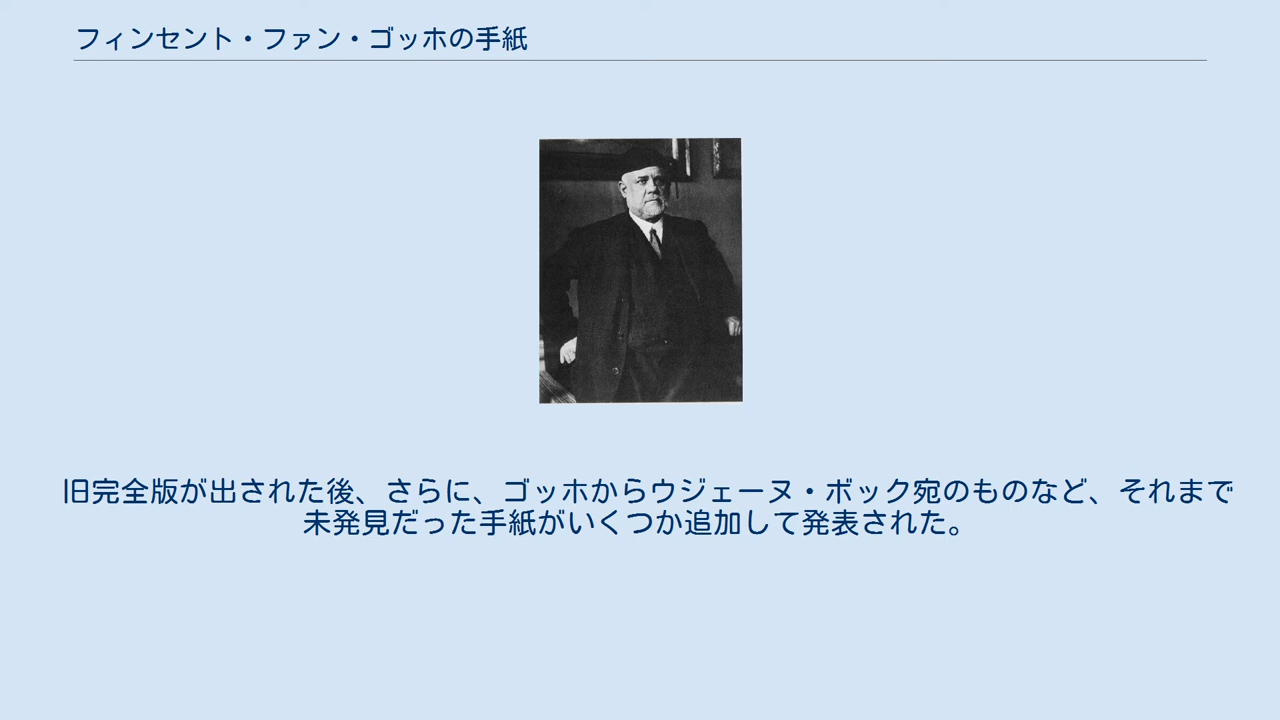 フィンセント・ファン・ゴッホの手紙
旧完全版が出された後、さらに、ゴッホからウジェーヌ・ボック宛のものなど、それまで
未発見だった手紙がいくつか追加して発表された。